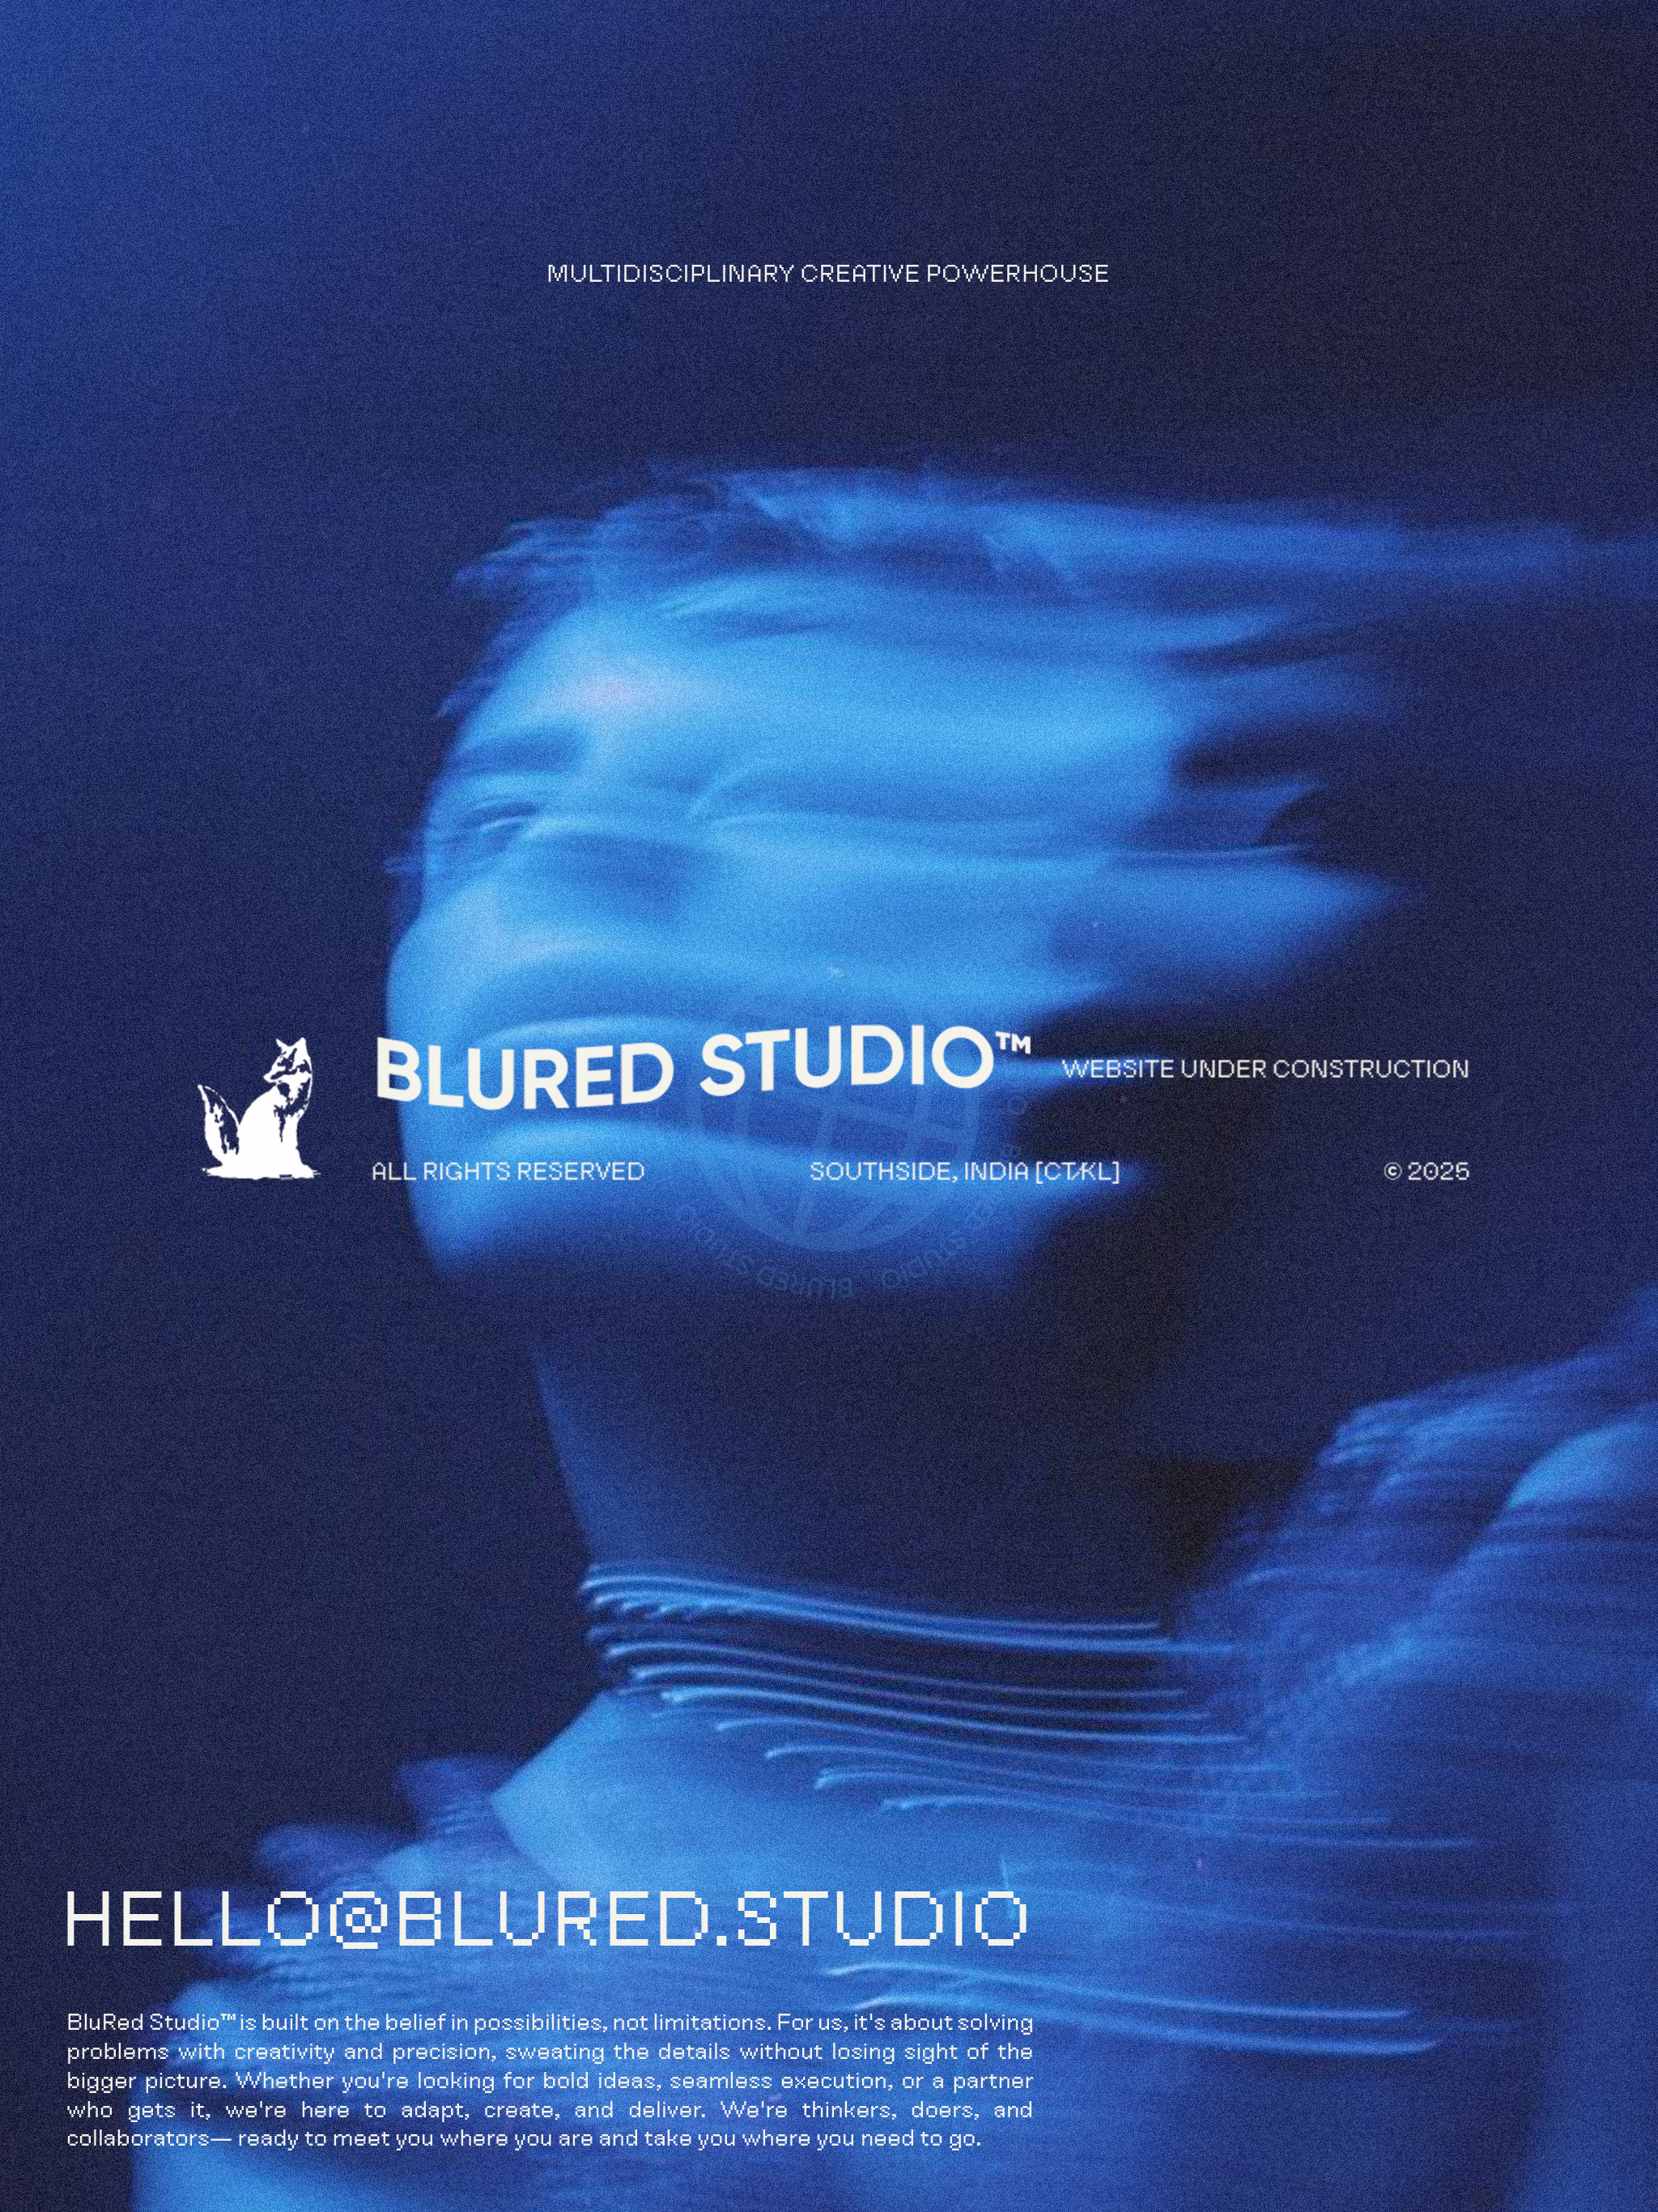 MULTIDISCIPLINARY CREATIVE POWERHOUSE
BLURED STUDIO™
WEBSITE UNDER CONSTRUCTION
ALL RIGHTS RESERVED
SOUTHSIDE, INDIA [CT/KL]
© 2025
BLURED STUDIO
STUDIO
HELLO@BLURED.STUDIO
BluRed Studio™ is built on the belief in possibilities, not limitations. For us, it's about solving
problems with creativity and precision, sweating the details without losing sight of the
bigger picture. Whether you're looking for bold ideas, seamless execution, or a partner
who gets it, we're here to adapt, create, and deliver. We're thinkers, doers, and
collaborators— ready to meet you where you are and take you where you need to go.